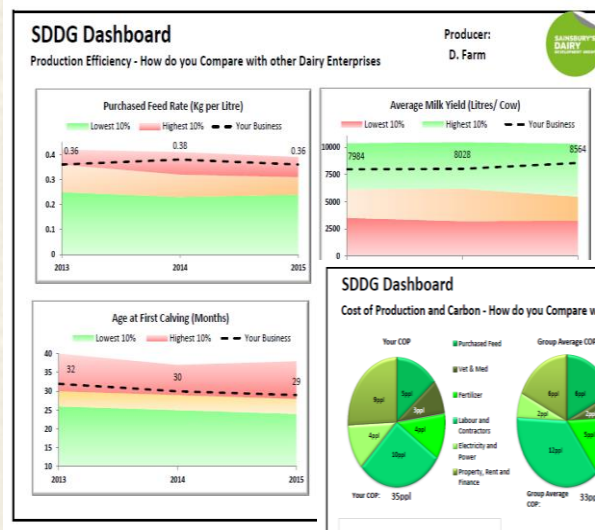 SDDG Dashboard
Producer:
Production Efficiency - How do you Compare with other Dairy Enterprises
D. Farm
SAINSBURY'S
DAIRY
DEVELOPMENT GROUP
Purchased Feed Rate (Kg per Litre)
Lowest 10% Highest 10% Your Business
0.36 0.38 0.36
0.4
0.3
0.2
0.1
0
2013 2014 2015
Average Milk Yield (Litres/ Cow)
Lowest 10% Highest 10% Your Business
10000
7984 8028 8564
7500
5000
2500
0
Age at First Calving (Months)
Lowest 10% Highest 10% Your Business
40
35
32 30 29
30
25
20
15
10
2013 2014 2015
SDDG Dashboard
Cost of Production and Carbon - How do you Compare w
Your COP
Purchased Feed
Vet & Med
Fertilizer
Labour and
Contractors
Electricity and
Power
Property, Rent and
Finance
9ppl 5ppl
3ppl
4ppl 4ppl
10ppl
Your COP: 35ppl
Group Average COP
6ppl 6ppl
2ppl 2ppl
5ppl
12ppl
Group Average
COP: 33ppl